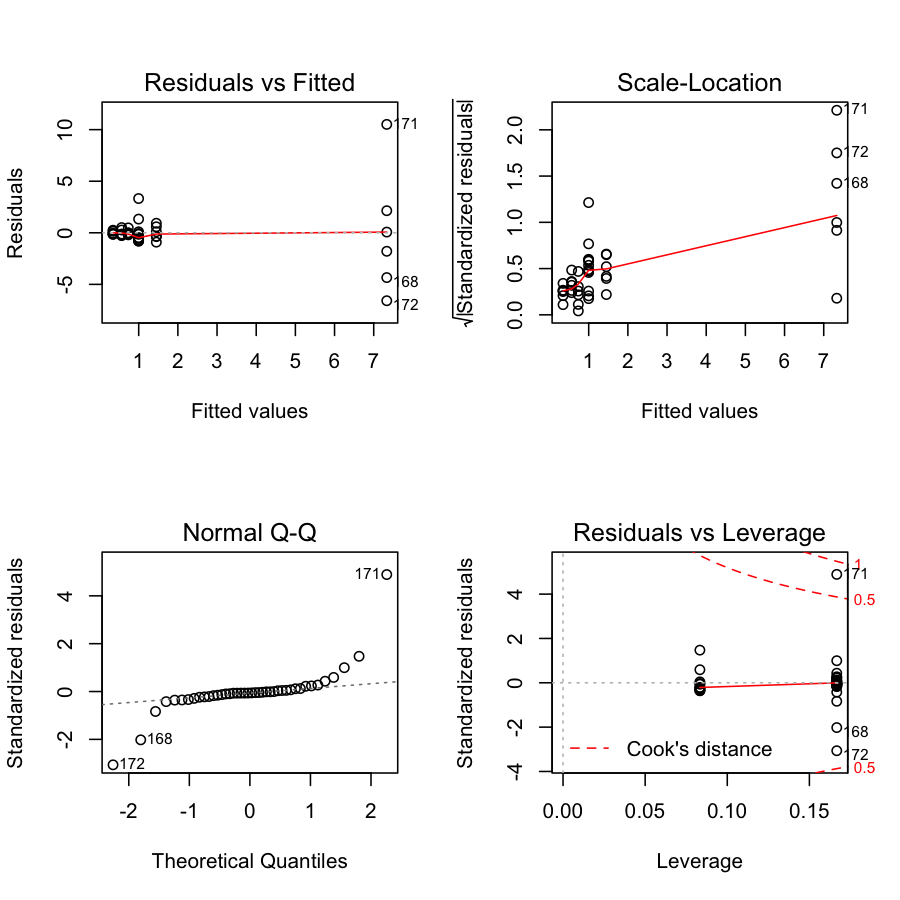 Residuals vs Fitted
Residuals
10
5
0
-5
171
168
172
1 2 3 4 5 6 7
Fitted values
Scale-Location
√|Standardized residuals|
2.0
1.5
1.0
0.5
0.0
171
172
168
1 2 3 4 5 6 7
Fitted values
Normal Q-Q
Standardized residuals
4
2
0
-2
171
168
172
-2 -1 0 1 2
Theoretical Quantiles
Residuals vs Leverage
Standardized residuals
4
2
0
-2
-4
1
171
0.5
168
172
0.5
Cook's distance
0.00 0.05 0.10 0.15
Leverage